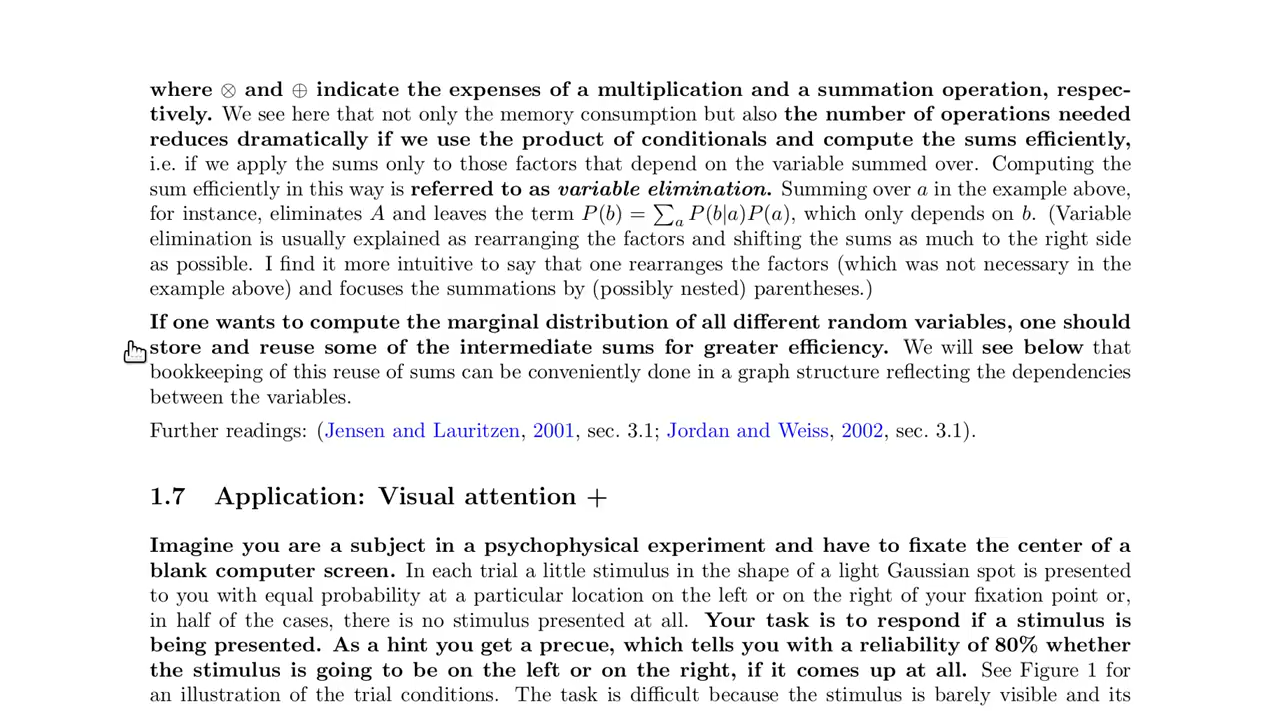 where ⊗ and ⊕ indicate the expenses of a multiplication and a summation operation, respec-
tively. We see here that not only the memory consumption but also the number of operations needed
reduces dramatically if we use the product of conditionals and compute the sums efficiently,
i.e. if we apply the sums only to those factors that depend on the variable summed over. Computing the
sum efficiently in this way is referred to as variable elimination. Summing over a in the example above,
for instance, eliminates A and leaves the term P(b) = ∑_a P(b|a)P(a), which only depends on b. (Variable
elimination is usually explained as rearranging the factors and shifting the sums as much to the right side
as possible. I find it more intuitive to say that one rearranges the factors (which was not necessary in the
example above) and focuses the summations by (possibly nested) parentheses.)
If one wants to compute the marginal distribution of all different random variables, one should
store and reuse some of the intermediate sums for greater efficiency. We will see below that
bookkeeping of this reuse of sums can be conveniently done in a graph structure reflecting the dependencies
between the variables.
Further readings: (Jensen and Lauritzen, 2001, sec. 3.1; Jordan and Weiss, 2002, sec. 3.1).
1.7 Application: Visual attention +
Imagine you are a subject in a psychophysical experiment and have to fixate the center of a
blank computer screen. In each trial a little stimulus in the shape of a light Gaussian spot is presented
to you with equal probability at a particular location on the left or on the right of your fixation point or,
in half of the cases, there is no stimulus presented at all. Your task is to respond if a stimulus is
being presented. As a hint you get a precue, which tells you with a reliability of 80% whether
the stimulus is going to be on the left or on the right, if it comes up at all. See Figure 1 for
an illustration of the trial conditions. The task is difficult because the stimulus is barely visible and its